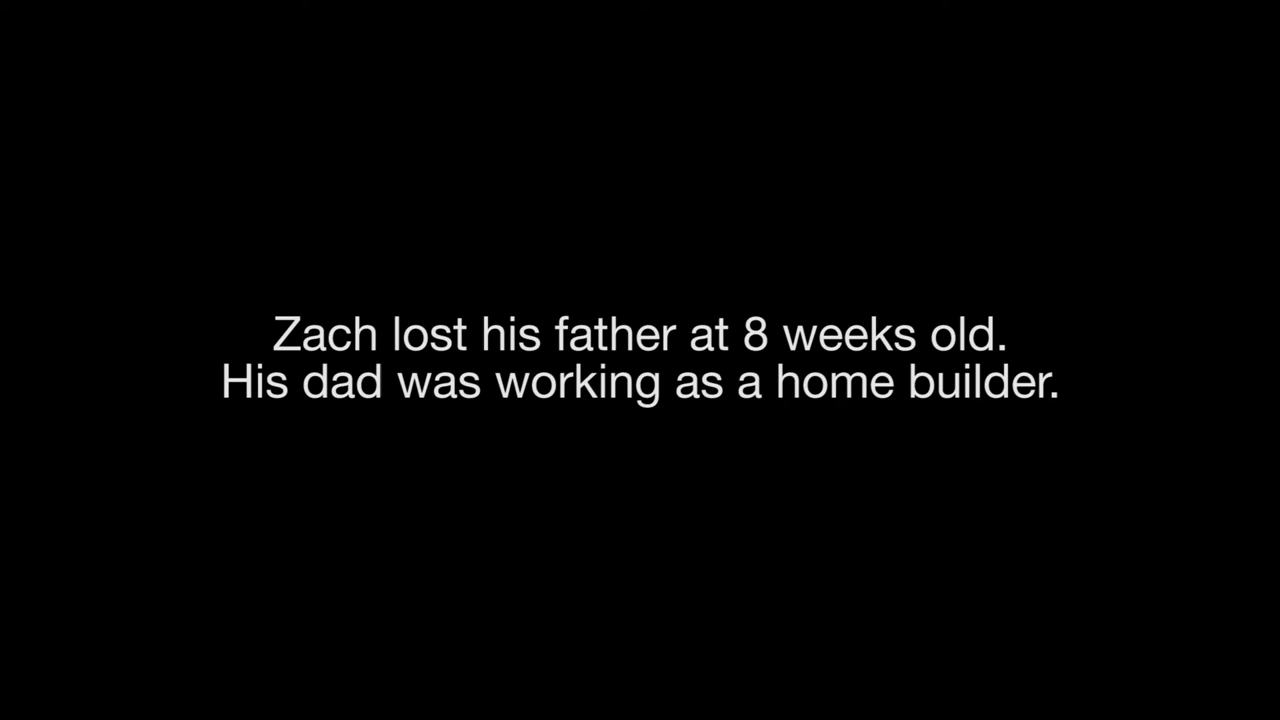 Zach lost his father at 8 weeks old.
His dad was working as a home builder.